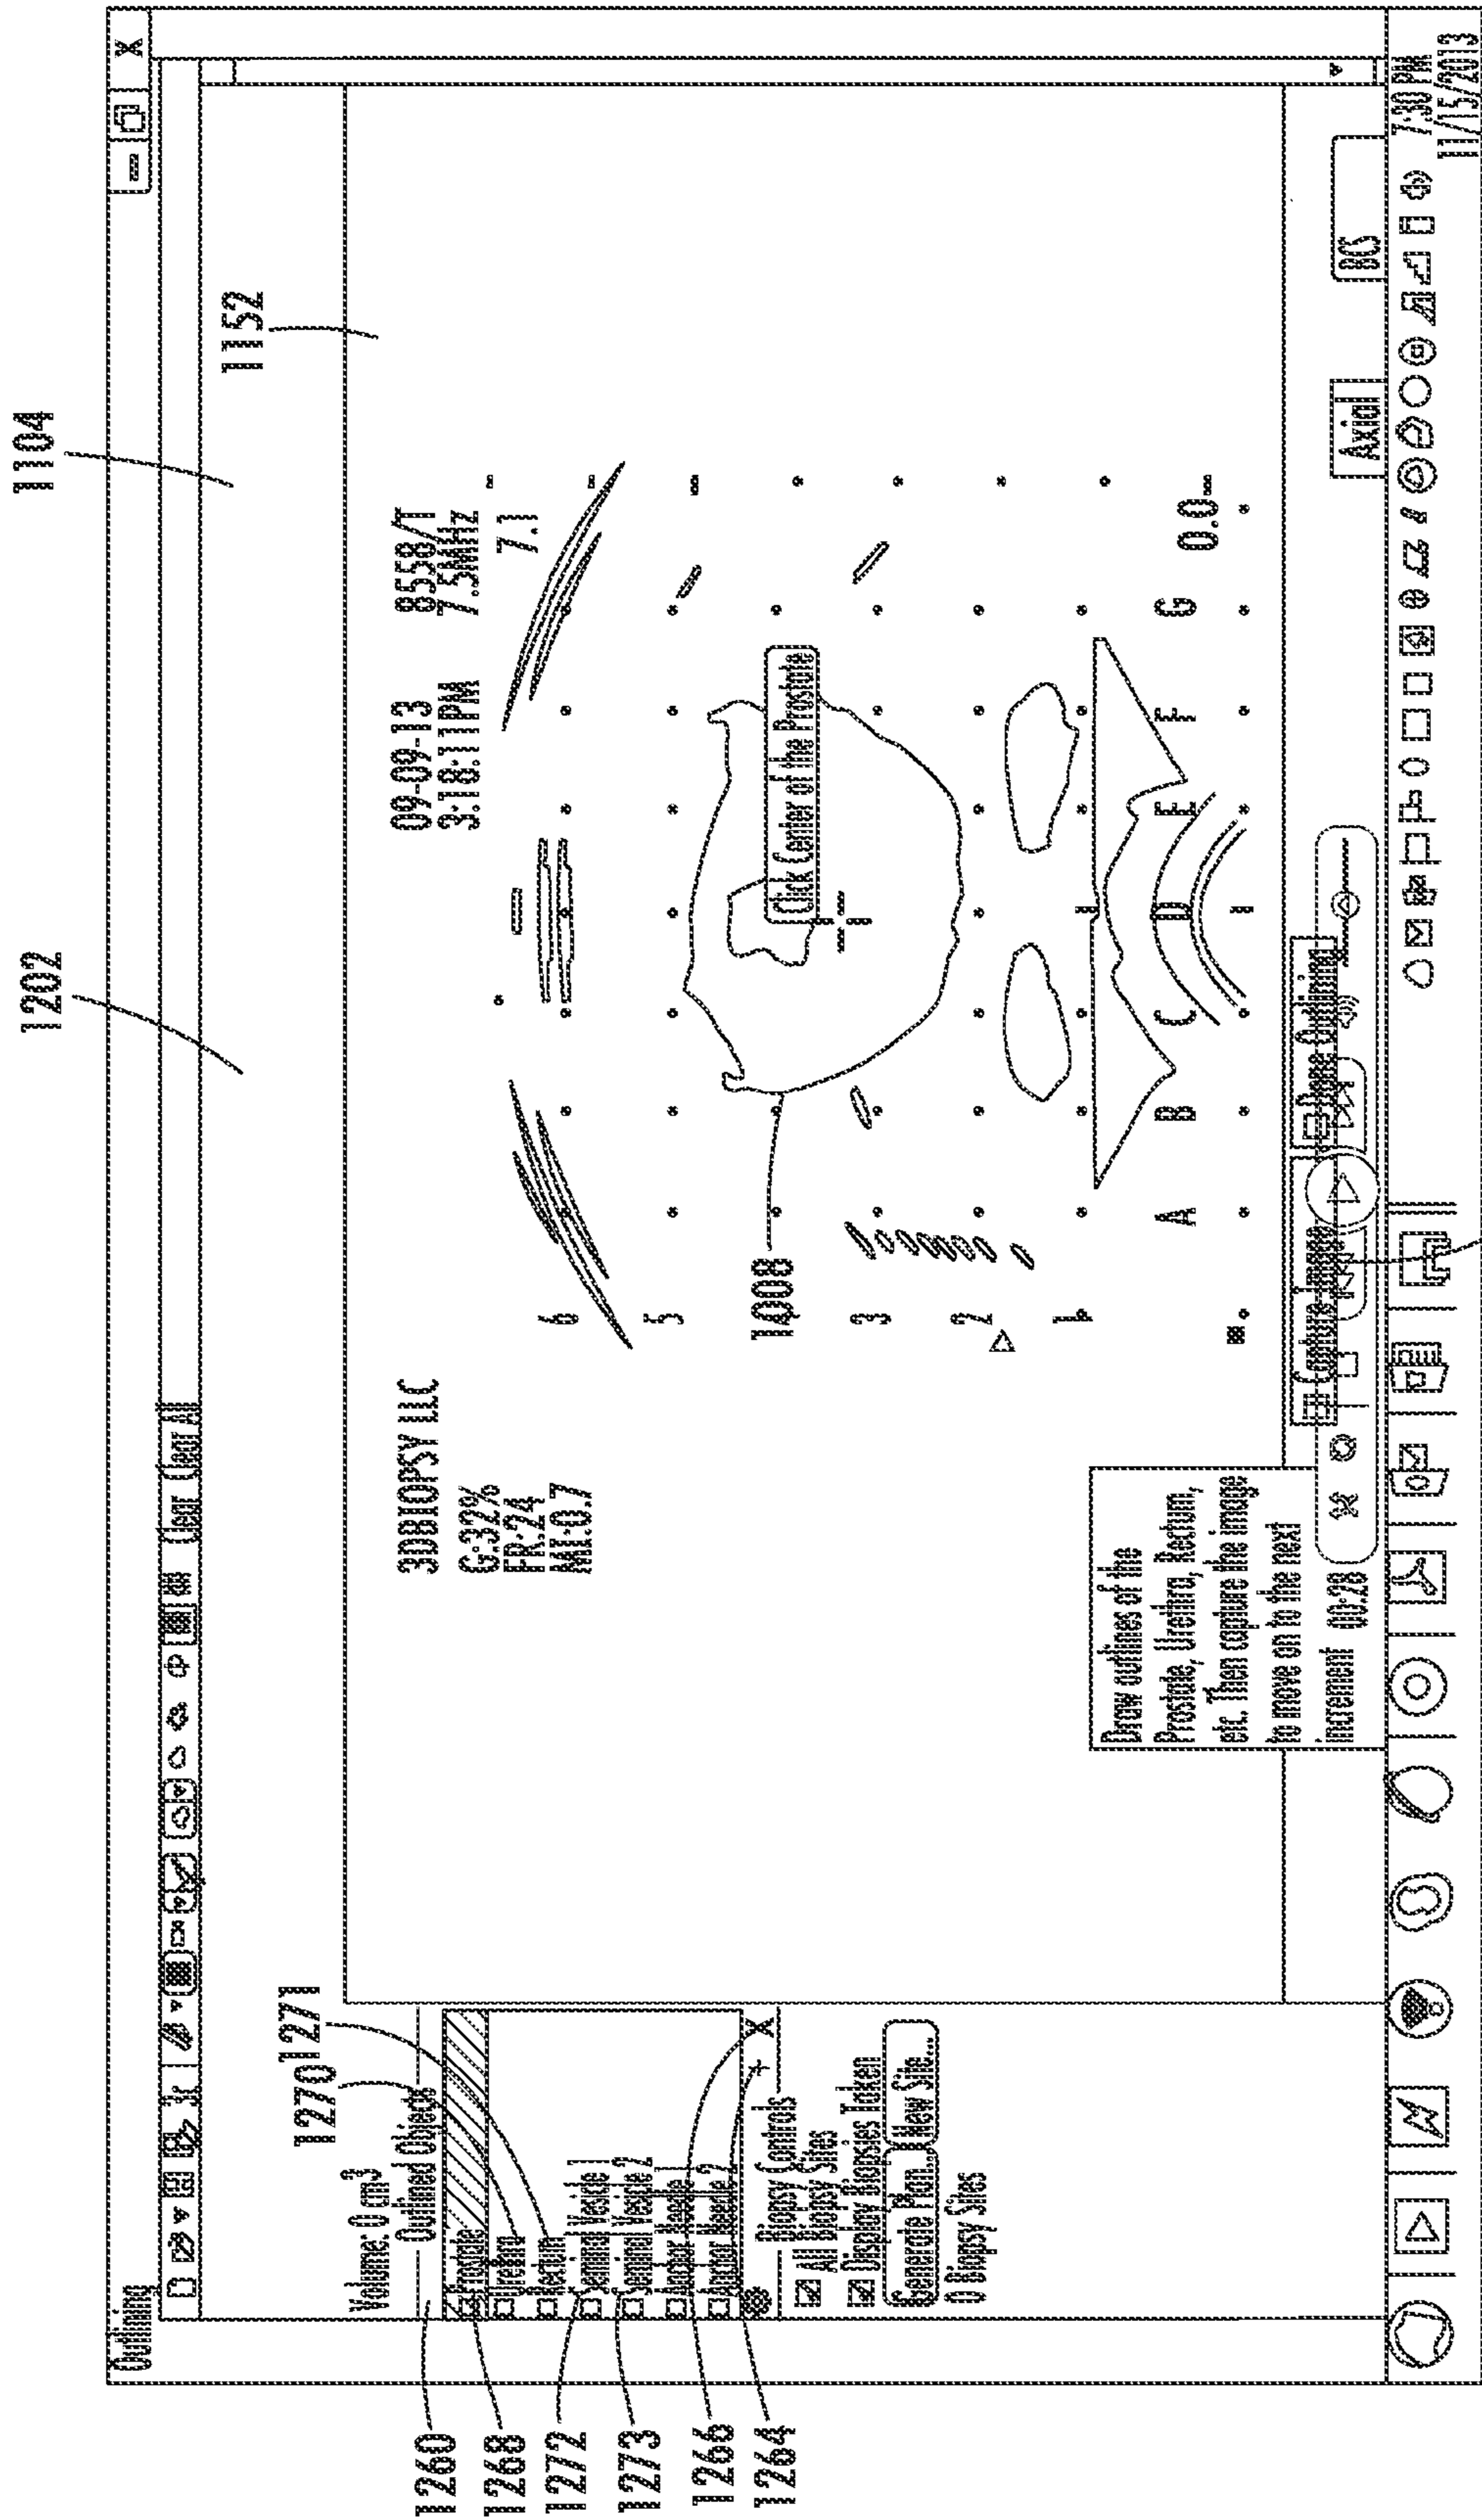 1202
1104
1152
Outlining
Clear Clear All
Volume: 0 cm3
1270
1271
Outlined Objects
Prostate
Urethra
Rectum
Seminal Vesicle 1
Seminal Vesicle 2
Anchor Needle 1
Anchor Needle 2
+ X
Biopsy Controls
All Biopsy Sites
Display Biopsies Taken
Generate Plan... New Site...
0 Biopsy Sites
1260
1268
1272
1273
1266
1264
3DBIOPSY LLC 09-09-13 8558/T
3:18:11PM 7.5MHz
G:32%
FR:24
MI:0.7
7.1
6
5
1008
3
2
1
Click Center of the Prostate
A B C D E F G 0.0
Draw outlines of the
Prostate, Urethra, Rectum,
etc. Then capture the image
to move on to the next
increment 00:28
Capture Image Done Outlining
Axial BCS
7:30 PM
11/15/2013